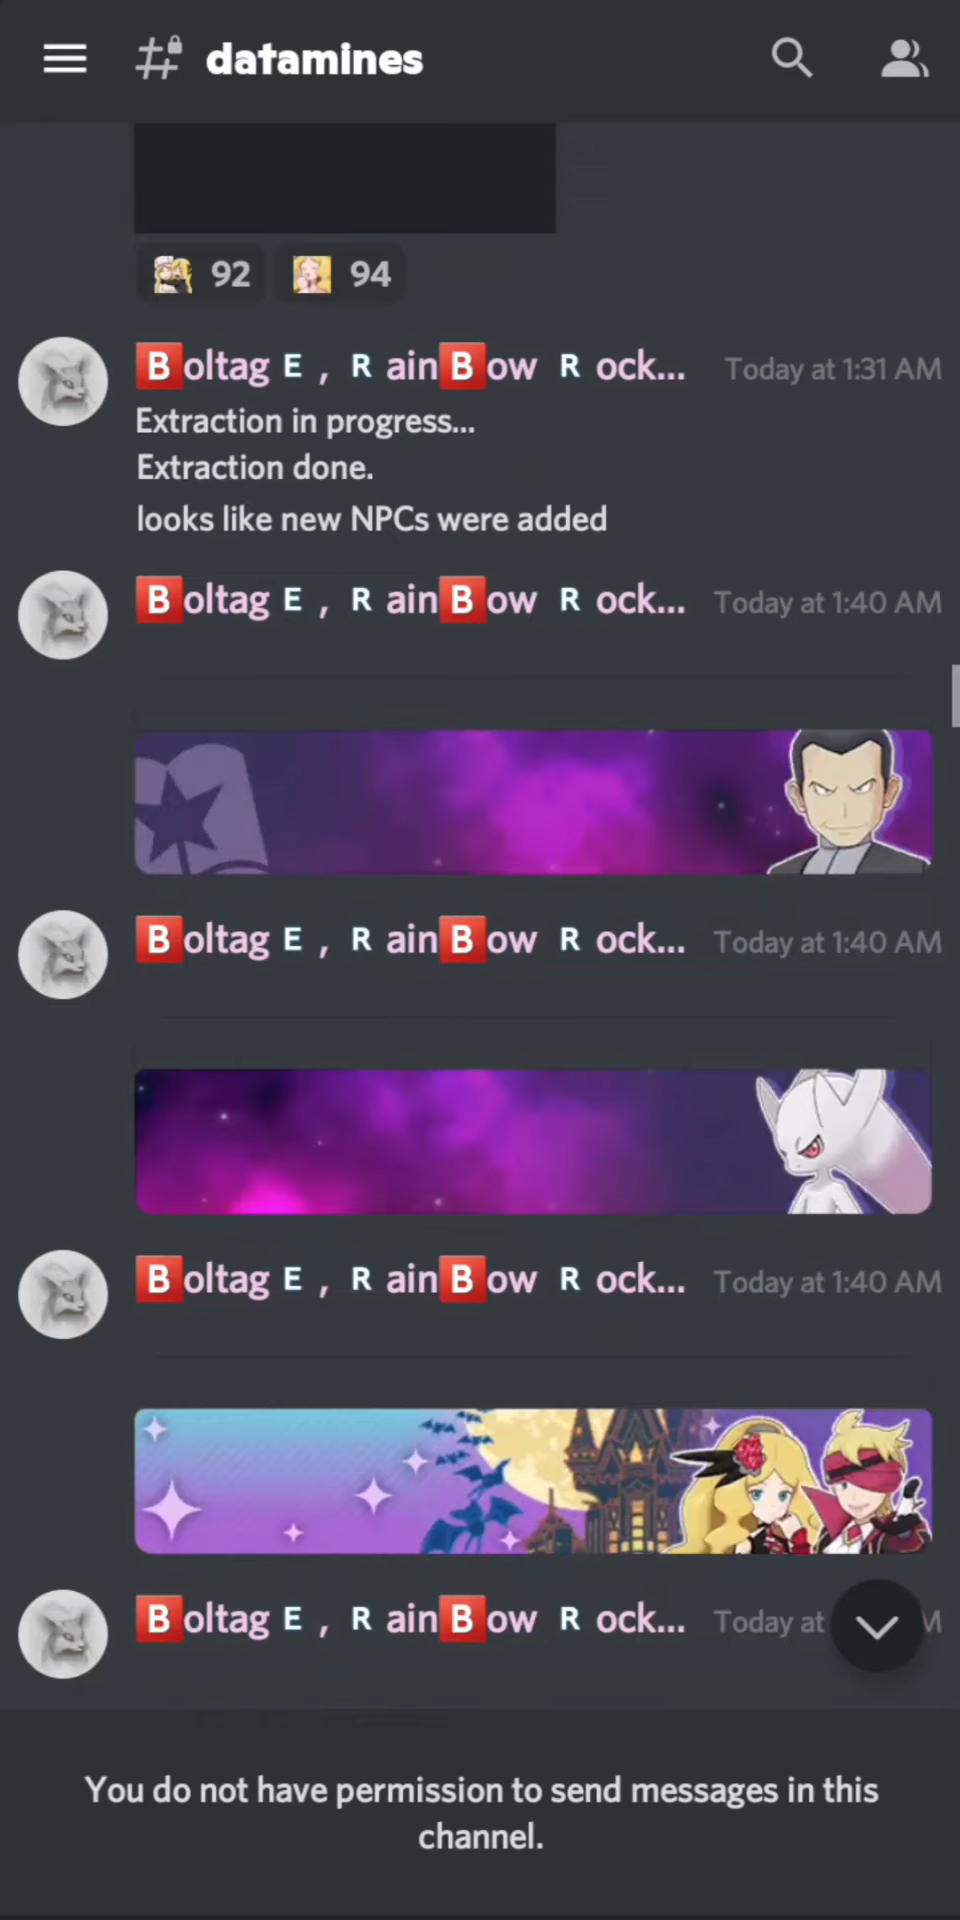 datamines
92 94
Boltag E , R ainBow R ock... Today at 1:31 AM
Extraction in progress...
Extraction done.
looks like new NPCs were added
Boltag E , R ainBow R ock... Today at 1:40 AM
Boltag E , R ainBow R ock... Today at 1:40 AM
Boltag E , R ainBow R ock... Today at 1:40 AM
Boltag E , R ainBow R ock... Today at
You do not have permission to send messages in this
channel.